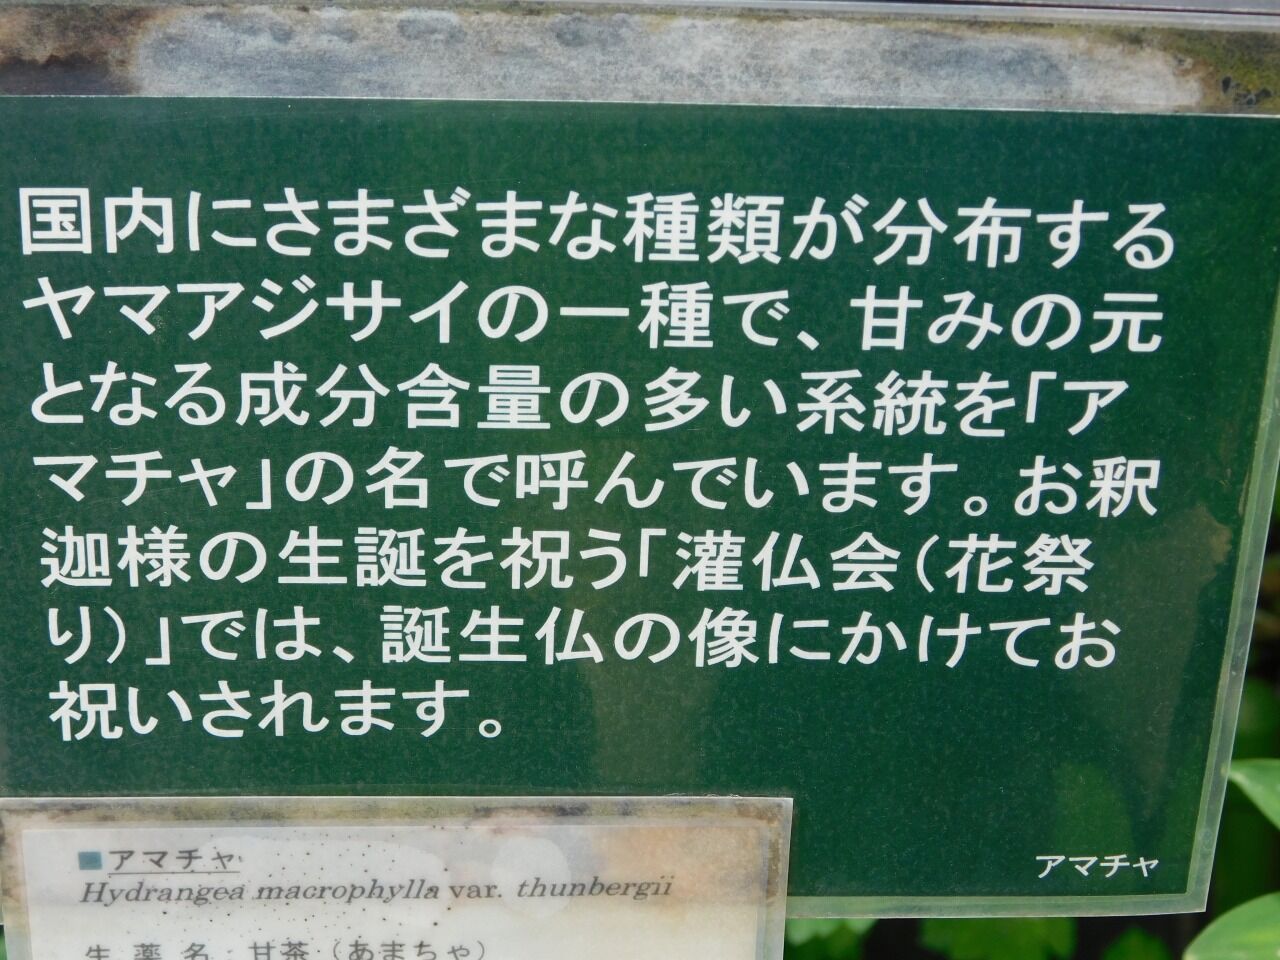 国内にさまざまな種類が分布する
ヤマアジサイの一種で、甘みの元
となる成分含量の多い系統を「ア
マチャ」の名で呼んでいます。お釈
迦様の生誕を祝う「灌仏会(花祭
り)」では、誕生仏の像にかけてお
祝いされます。
アマチャ
■アマチャ
Hydrangea macrophylla var. thunbergii
生薬名 甘茶(あまちゃ)